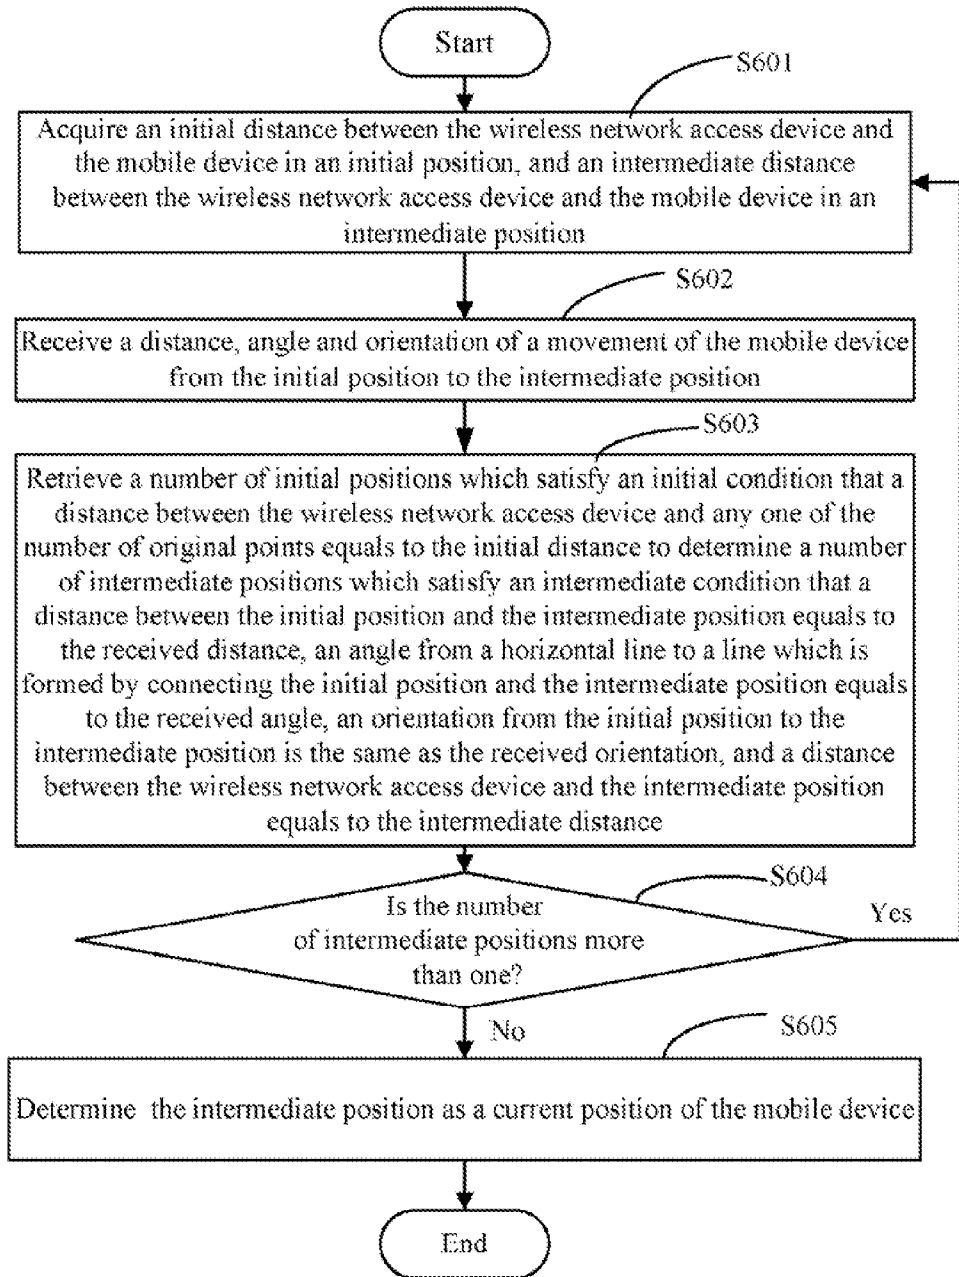 Start
S601
Acquire an initial distance between the wireless network access device and
the mobile device in an initial position, and an intermediate distance
between the wireless network access device and the mobile device in an
intermediate position
S602
Receive a distance, angle and orientation of a movement of the mobile device
from the initial position to the intermediate position
S603
Retrieve a number of initial positions which satisfy an initial condition that a
distance between the wireless network access device and any one of the
number of original points equals to the initial distance to determine a number
of intermediate positions which satisfy an intermediate condition that a
distance between the initial position and the intermediate position equals to
the received distance, an angle from a horizontal line to a line which is
formed by connecting the initial position and the intermediate position equals
to the received angle, an orientation from the initial position to the
intermediate position is the same as the received orientation, and a distance
between the wireless network access device and the intermediate position
equals to the intermediate distance
S604
Is the number
of intermediate positions more
than one?
Yes
No
S605
Determine the intermediate position as a current position of the mobile device
End